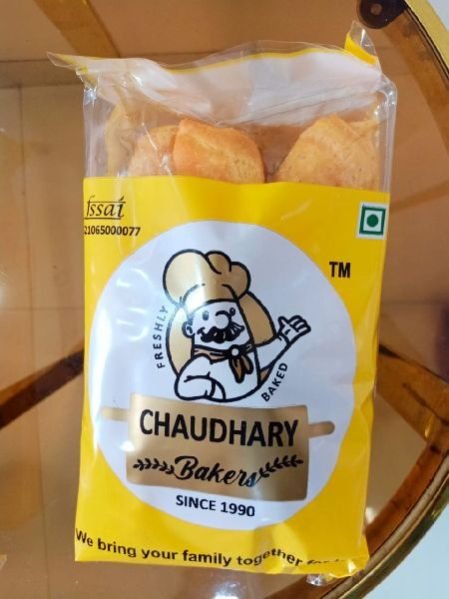 fssai
21065000077
TM
FRESHLY
BAKED
CHAUDHARY
Bakers
SINCE 1990
We bring your family together